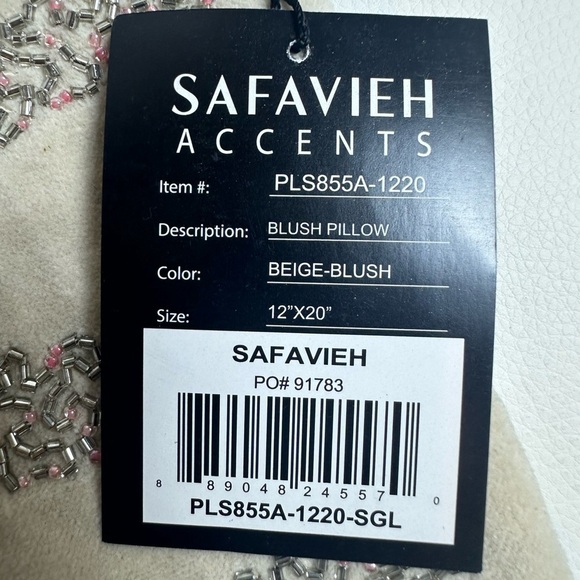 SAFAVIEH
ACCENTS
Item #: PLS855A-1220
Description: BLUSH PILLOW
Color: BEIGE-BLUSH
Size: 12”X20”
SAFAVIEH
PO# 91783
8 89048 24557 0
PLS855A-1220-SGL